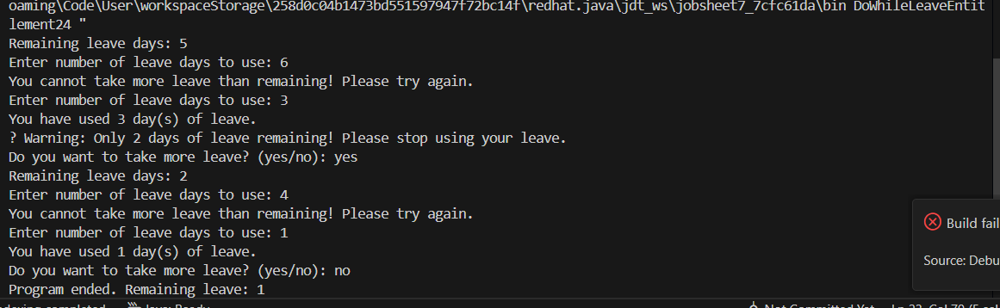 oaming\Code\User\workspaceStorage\258d0c04b1473bd551597947f72bc14f\redhat.java\jdt_ws\jobsheet7_7cfc61da\bin DoWhileLeaveEntit
lement24 "
Remaining leave days: 5
Enter number of leave days to use: 6
You cannot take more leave than remaining! Please try again.
Enter number of leave days to use: 3
You have used 3 day(s) of leave.
? Warning: Only 2 days of leave remaining! Please stop using your leave.
Do you want to take more leave? (yes/no): yes
Remaining leave days: 2
Enter number of leave days to use: 4
You cannot take more leave than remaining! Please try again.
Enter number of leave days to use: 1
You have used 1 day(s) of leave.
Do you want to take more leave? (yes/no): no
Program ended. Remaining leave: 1
Build fail
Source: Debu